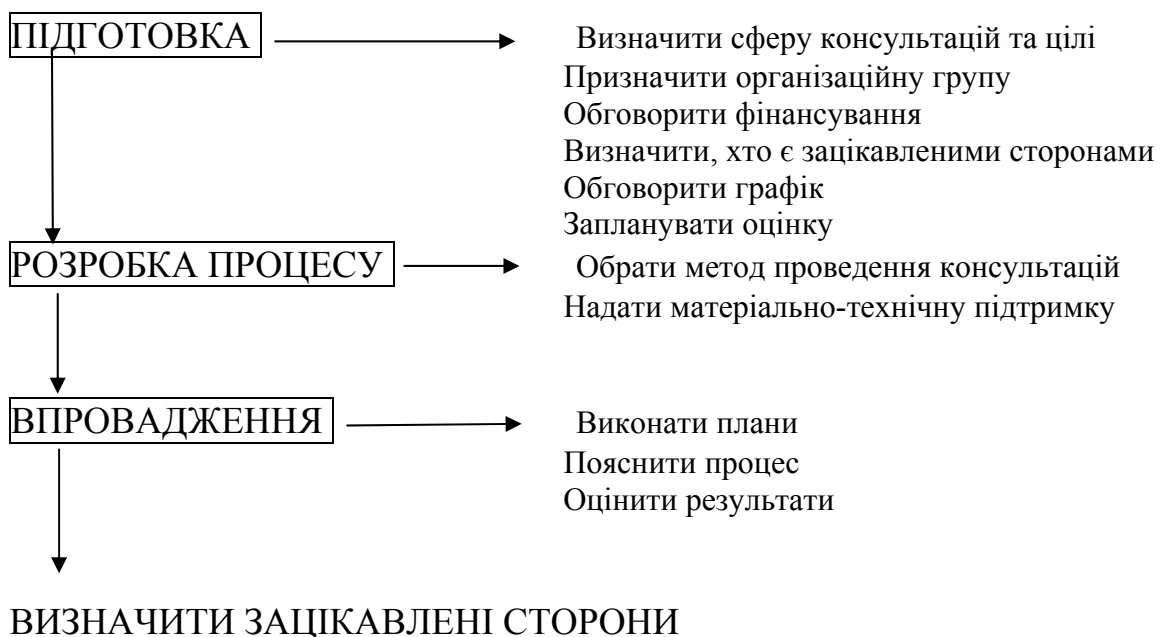 ПІДГОТОВКА
Визначити сферу консультацій та цілі
Призначити організаційну групу
Обговорити фінансування
Визначити, хто є зацікавленими сторонами
Обговорити графік
Запланувати оцінку
РОЗРОБКА ПРОЦЕСУ
Обрати метод проведення консультацій
Надати матеріально-технічну підтримку
ВПРОВАДЖЕННЯ
Виконати плани
Пояснити процес
Оцінити результати
ВИЗНАЧИТИ ЗАЦІКАВЛЕНІ СТОРОНИ